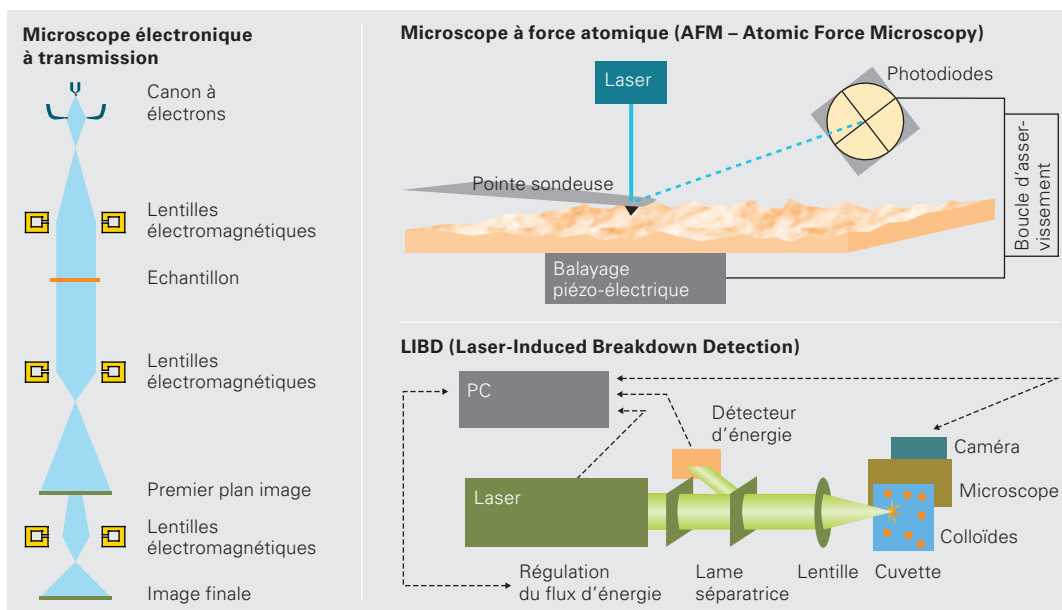 Microscope électronique
à transmission
Canon à
électrons
Lentilles
électromagnétiques
Echantillon
Lentilles
électromagnétiques
Premier plan image
Lentilles
électromagnétiques
Image finale
Microscope à force atomique (AFM – Atomic Force Microscopy)
Laser
Photodiodes
Pointe sondeuse
Boucle d'asser-
vissement
Balayage
piézo-électrique
LIBD (Laser-Induced Breakdown Detection)
PC
Détecteur
d'énergie
Caméra
Laser
Microscope
Colloïdes
Régulation
du flux d'énergie
Lame
séparatrice
Lentille
Cuvette